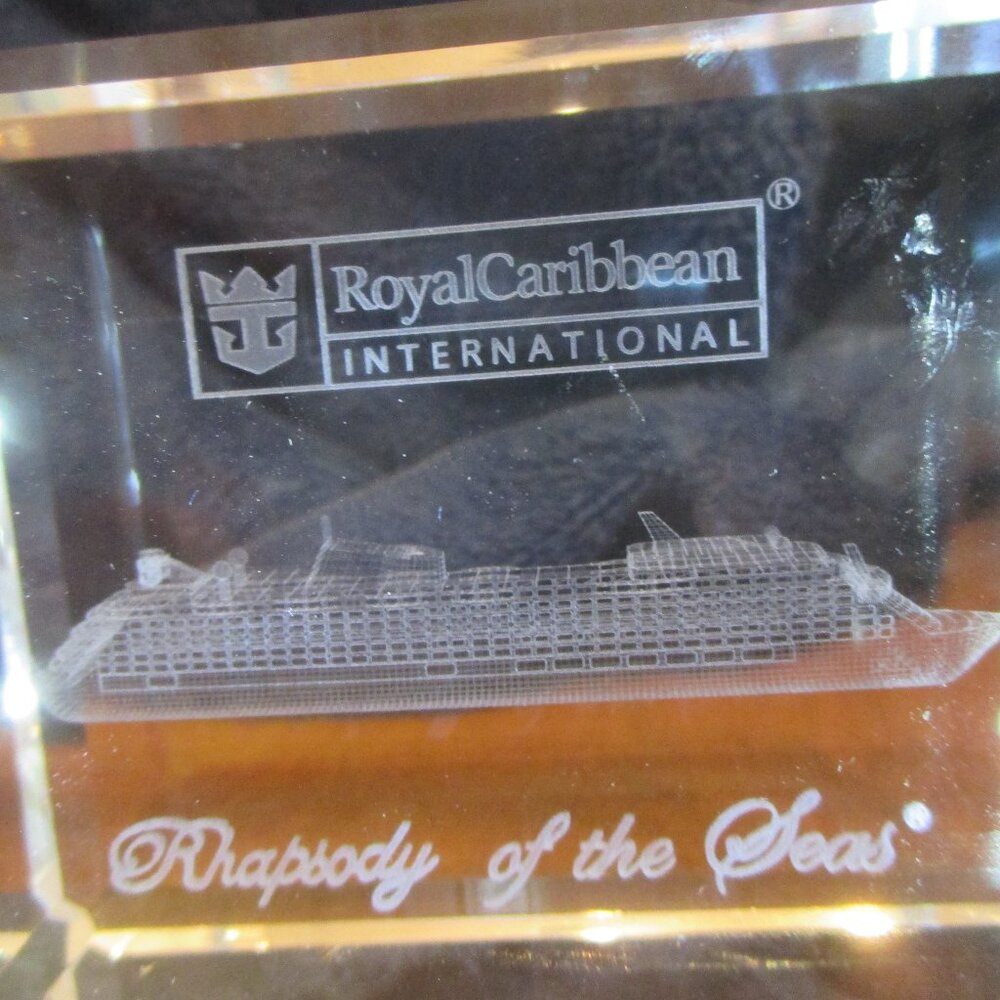 RoyalCaribbean®
INTERNATIONAL
Rhapsody of the Seas®